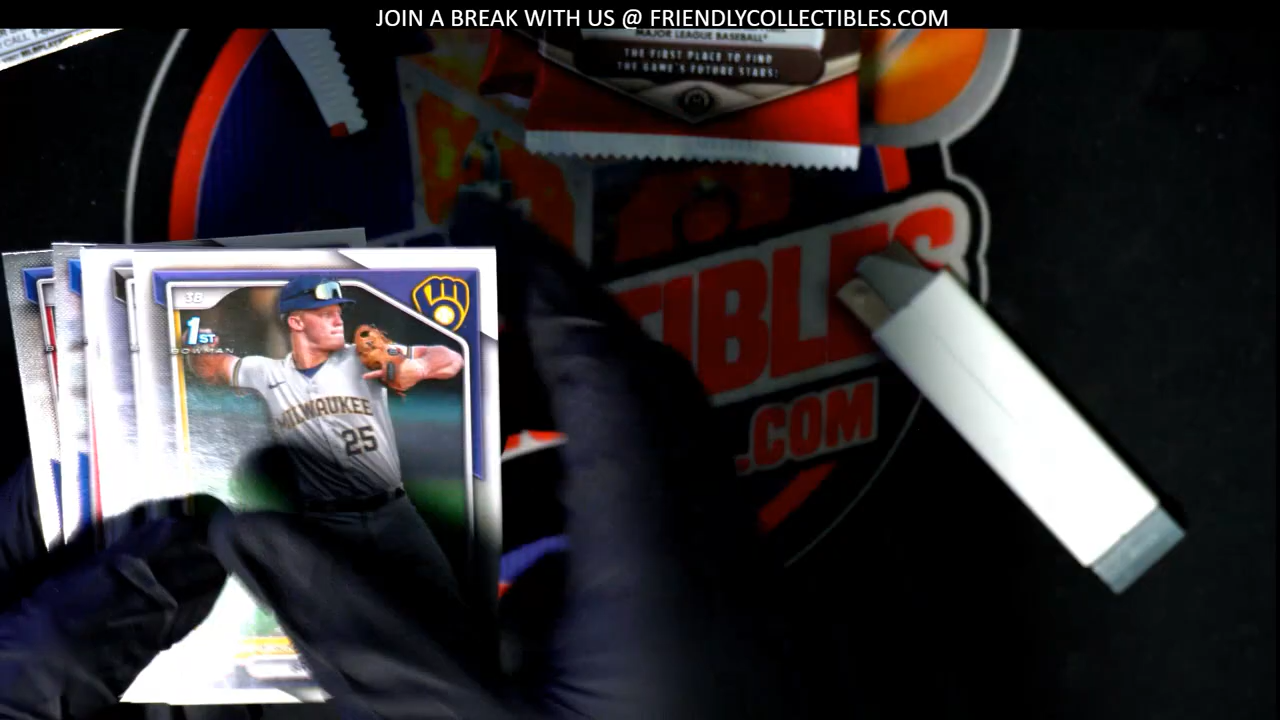 JOIN A BREAK WITH US @ FRIENDLYCOLLECTIBLES.COM
MAJOR LEAGUE BASEBALL
THE FIRST PLACE TO FIND
THE GAME'S FUTURE STARS!
TIBLES
.COM
38
1ST
BOWMAN
MILWAUKEE
25